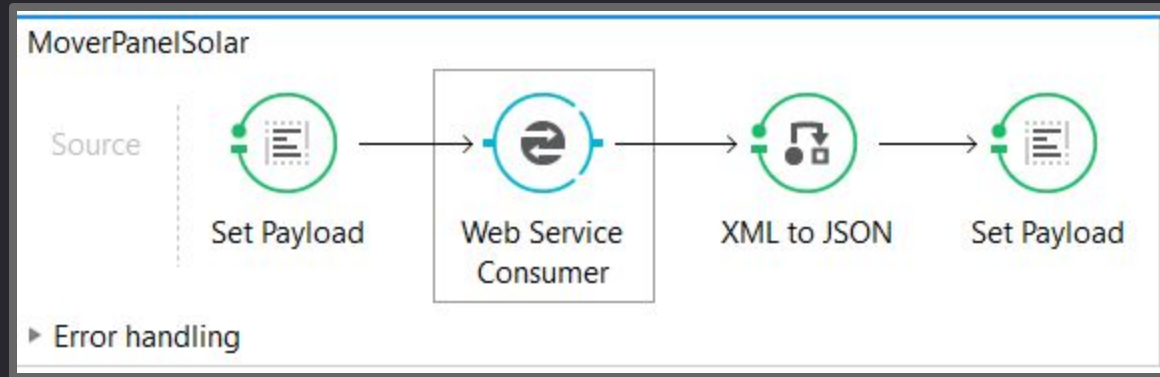 MoverPanelSolar
Source
Set Payload
Web Service
Consumer
XML to JSON
Set Payload
Error handling